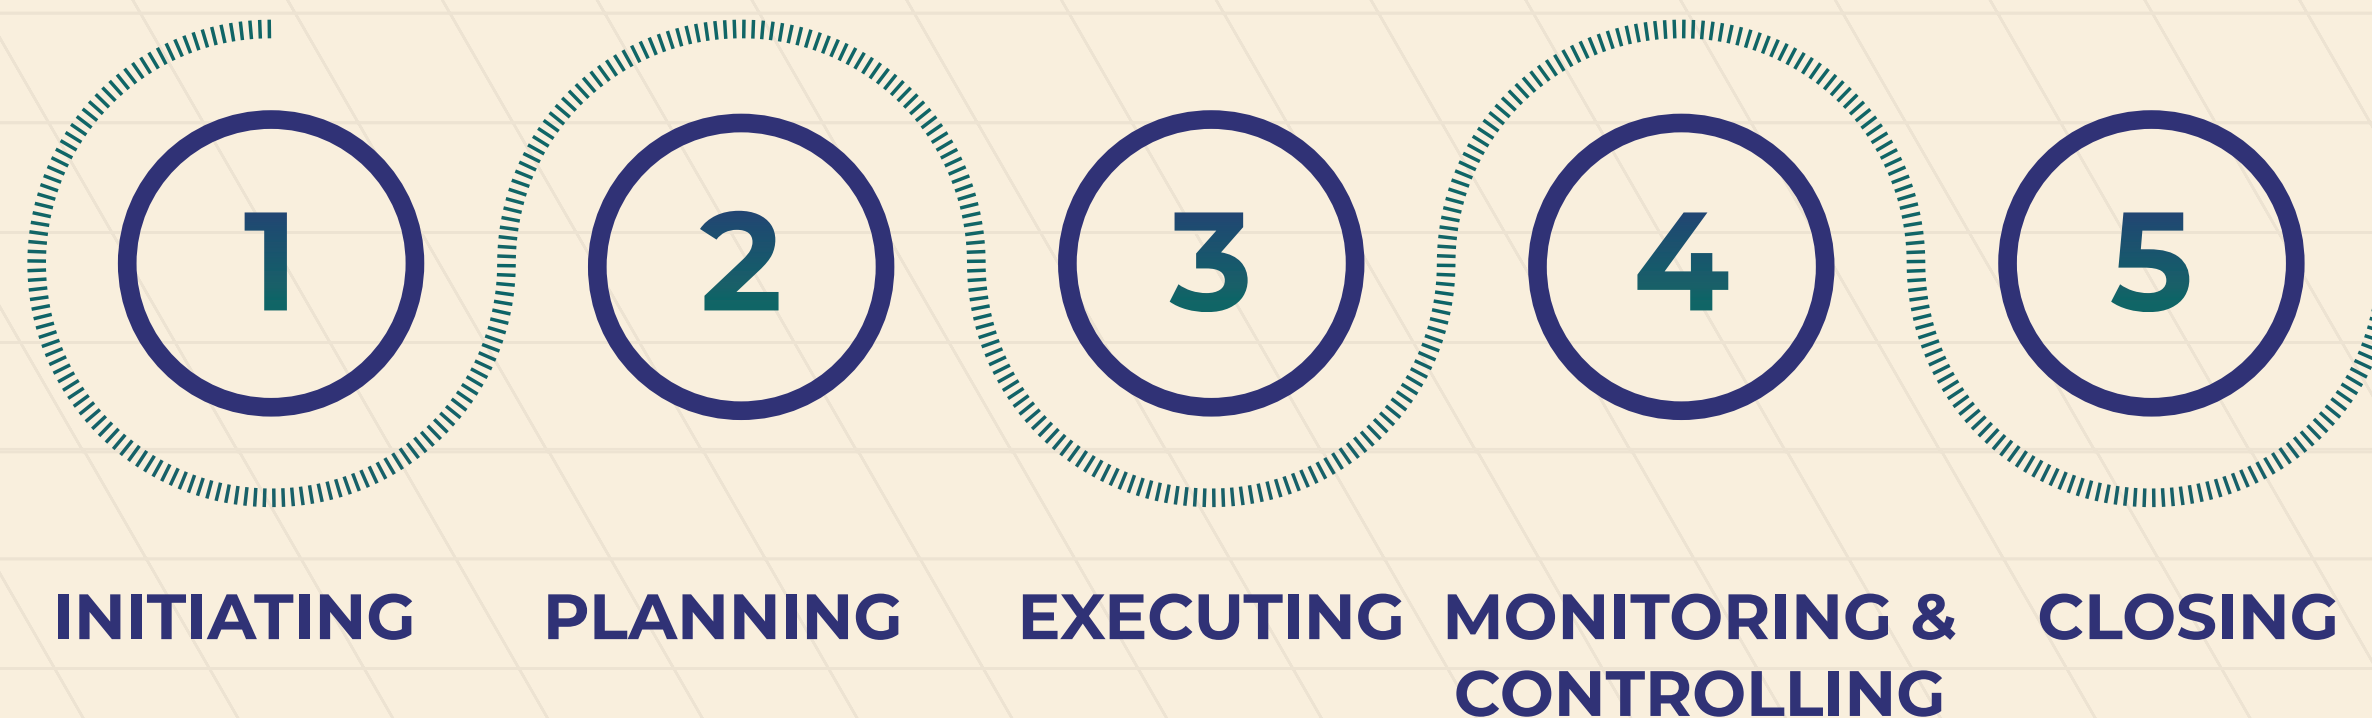 1
2
3
4
5
INITIATING
PLANNING
EXECUTING
MONITORING &
CONTROLLING
CLOSING